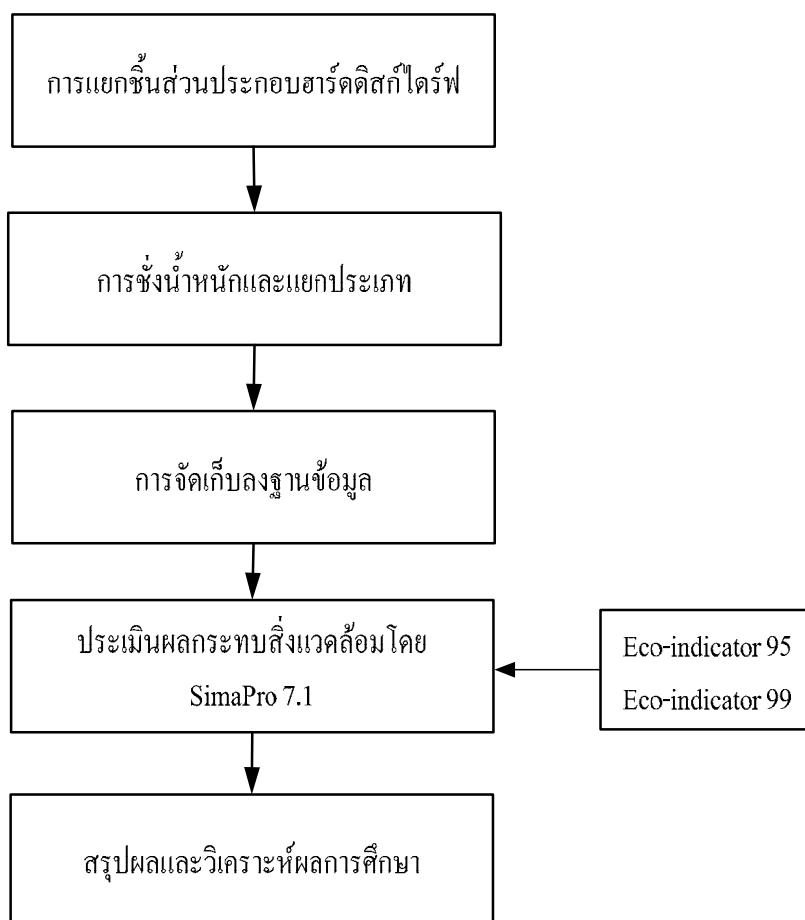 การแยกชิ้นส่วนประกอบฮาร์ดดิสก์ไดร์ฟ
การชั่งน้ำหนักและแยกประเภท
การจัดเก็บลงฐานข้อมูล
ประเมินผลกระทบสิ่งแวดล้อมโดย
SimaPro 7.1
Eco-indicator 95
Eco-indicator 99
สรุปผลและวิเคราะห์ผลการศึกษา